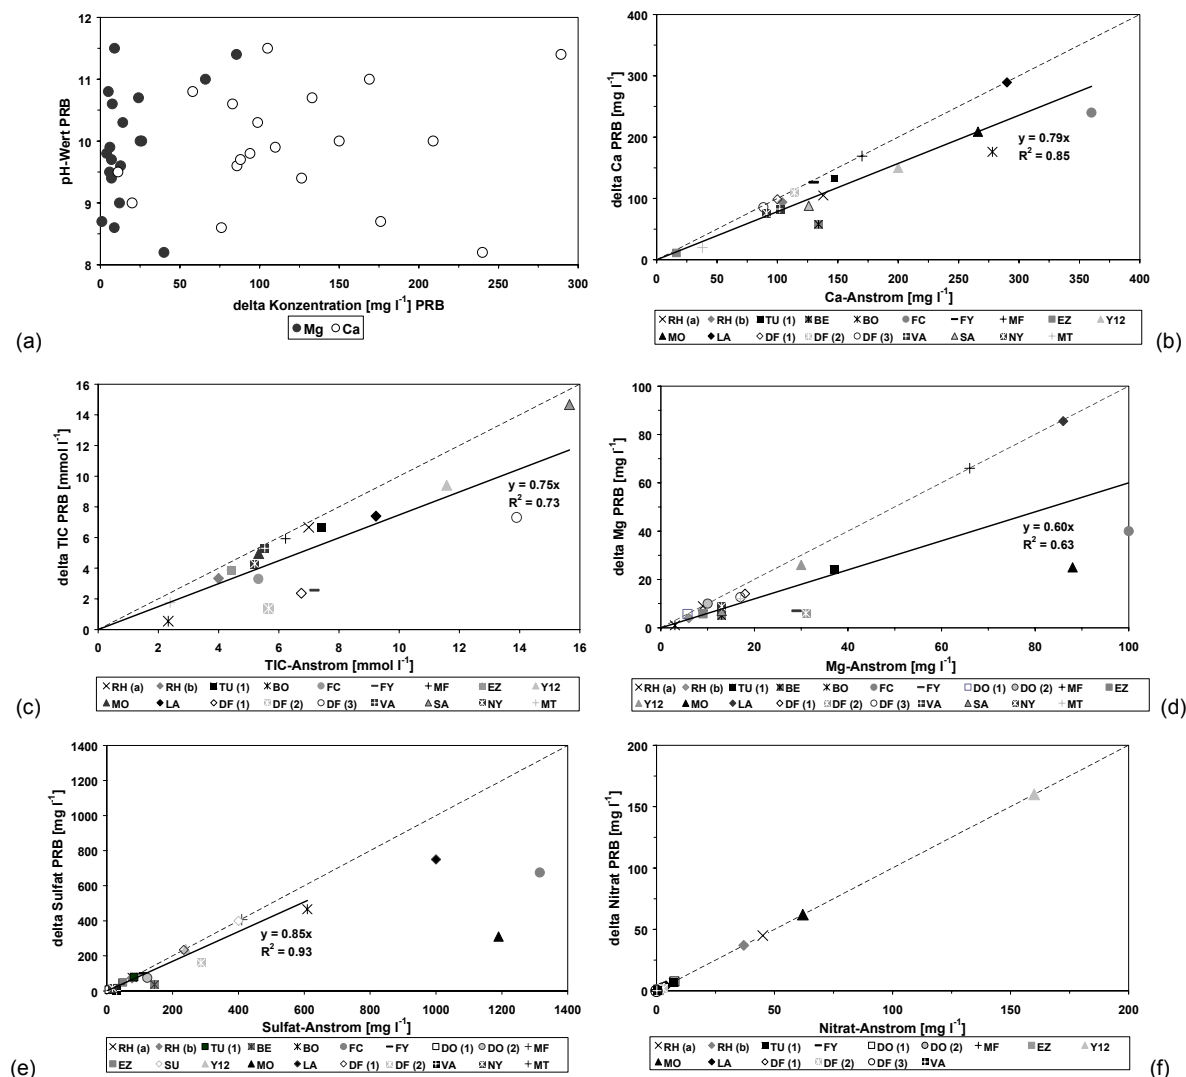 12
11
10
9
8
pH-Wert PRB
0 50 100 150 200 250 300
delta Konzentration [mg l-1] PRB
Mg Ca
(a)
400
300
200
100
0
delta Ca PRB [mg l-1]
y = 0.79x
R2 = 0.85
0 50 100 150 200 250 300 350 400
Ca-Anstrom [mg l-1]
RH (a) RH (b) TU (1) BE BO FC FY MF EZ Y12
MO LA DF (1) DF (2) DF (3) VA SA NY MT
(b)
16
14
12
10
8
6
4
2
0
delta TIC PRB [mmol l-1]
y = 0.75x
R2 = 0.73
0 2 4 6 8 10 12 14 16
TIC-Anstrom [mmol l-1]
RH (a) RH (b) TU (1) BO FC FY MF EZ Y12
MO LA DF (1) DF (2) DF (3) VA SA NY MT
(c)
100
80
60
40
20
0
delta Mg PRB [mg l-1]
y = 0.60x
R2 = 0.63
0 20 40 60 80 100
Mg-Anstrom [mg l-1]
RH (a) RH (b) TU (1) BE BO FC FY DO (1) DO (2) MF EZ
Y12 MO LA DF (1) DF (2) DF (3) VA SA NY MT
(d)
1400
1200
1000
800
600
400
200
0
delta Sulfat PRB [mg l-1]
y = 0.85x
R2 = 0.93
0 200 400 600 800 1000 1200 1400
Sulfat-Anstrom [mg l-1]
RH (a) RH (b) TU (1) BE BO FC FY DO (1) DO (2) MF
EZ SU Y12 MO LA DF (1) DF (2) VA NY MT
(e)
200
150
100
50
0
delta Nitrat PRB [mg l-1]
0 50 100 150 200
Nitrat-Anstrom [mg l-1]
RH (a) RH (b) TU (1) FY DO (1) DO (2) MF EZ Y12
MO LA DF (1) DF (2) DF (3) VA
(f)